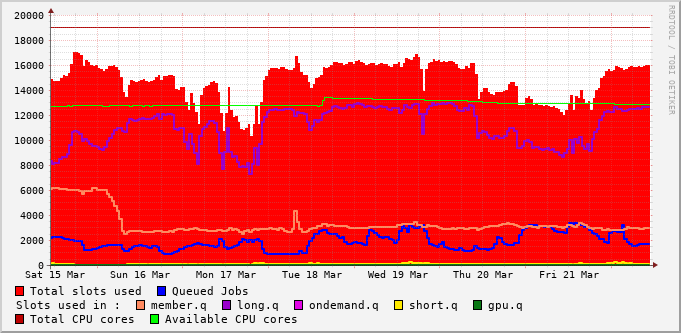 20000
18000
16000
14000
12000
10000
8000
6000
4000
2000
0
Sat 15 Mar Sun 16 Mar Mon 17 Mar Tue 18 Mar Wed 19 Mar Thu 20 Mar Fri 21 Mar
Total slots used Queued Jobs
Slots used in : member.q long.q ondemand.q short.q gpu.q
Total CPU cores Available CPU cores
RRDTOOL / TOBI OETIKER